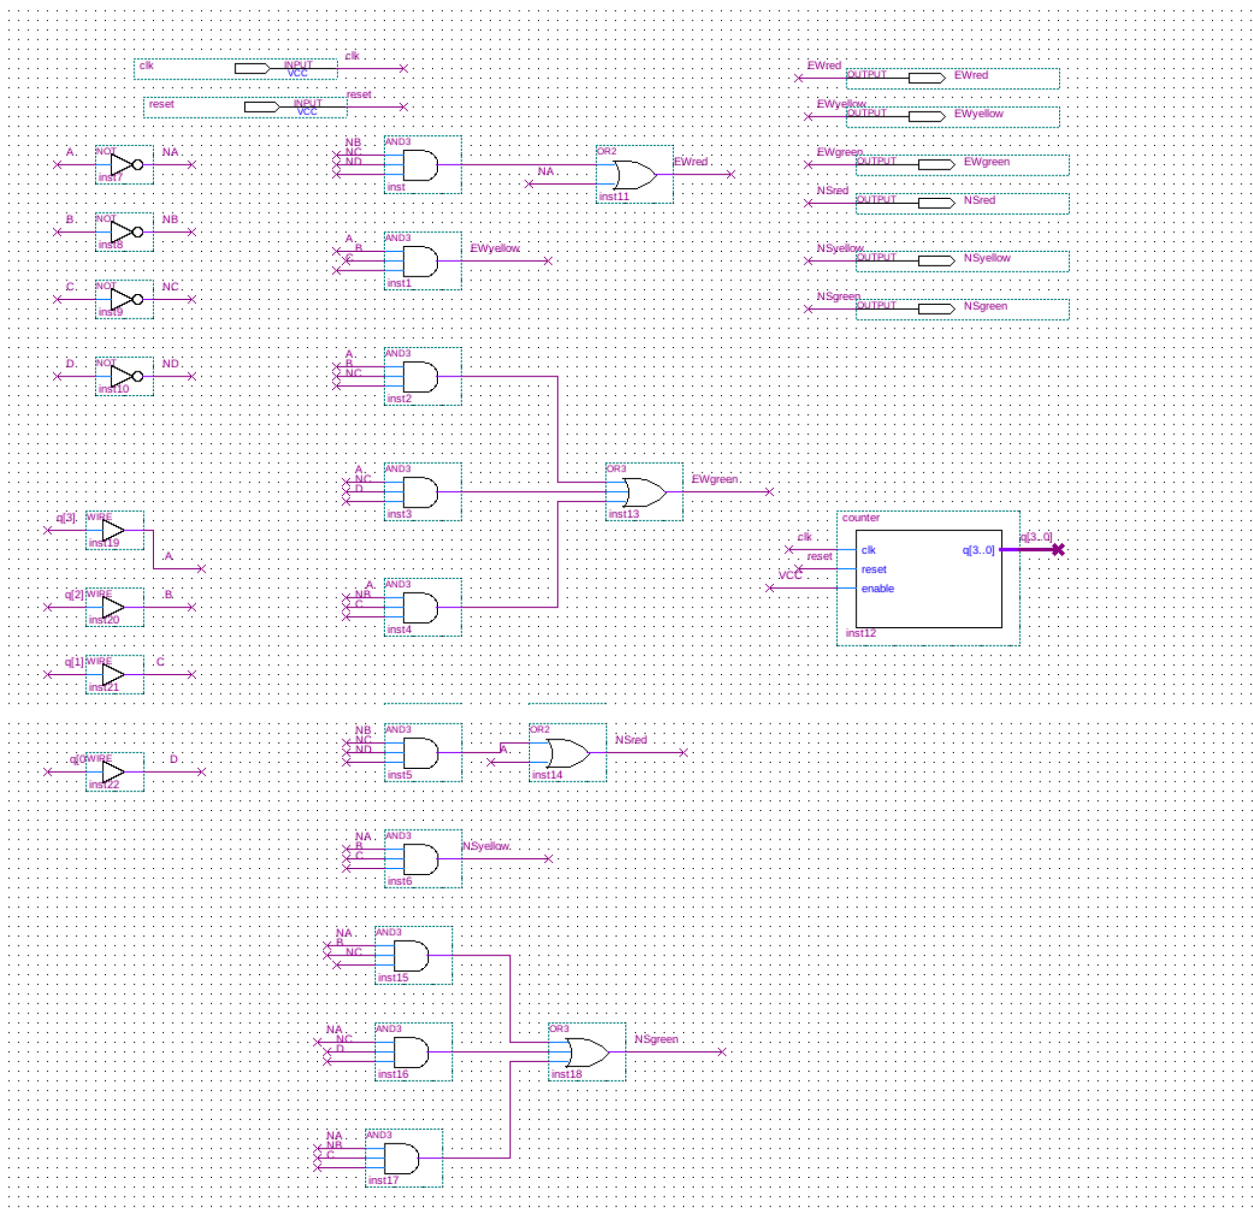 clk
INPUT
VCC
clk
reset
INPUT
VCC
reset
EWred
OUTPUT
EWred
EWyellow
OUTPUT
EWyellow
EWgreen
OUTPUT
EWgreen
NSred
OUTPUT
NSred
NSyellow
OUTPUT
NSyellow
NSgreen
OUTPUT
NSgreen
A
NOT
NA
inst7
B
NOT
NB
inst8
C
NOT
NC
inst9
D
NOT
ND
inst10
NB
NC
ND
AND3
inst
NA
OR2
EWred
inst11
A
B
C
AND3
EWyellow
inst1
A
B
NC
AND3
inst2
A
NC
D
AND3
inst3
OR3
EWgreen
inst13
A
NB
C
AND3
inst4
q[3]
WIRE
inst19
A
q[2]
WIRE
B
inst20
q[1]
WIRE
C
inst21
q[0
WIRE
D
inst22
counter
clk
clk
q[3..0]
q[3..0]
reset
reset
VCC
enable
inst12
NB
NC
ND
AND3
inst5
A
OR2
NSred
inst14
NA
B
C
AND3
NSyellow
inst6
NA
B
NC
AND3
inst15
NA
NC
D
AND3
inst16
OR3
NSgreen
inst18
NA
NB
C
AND3
inst17